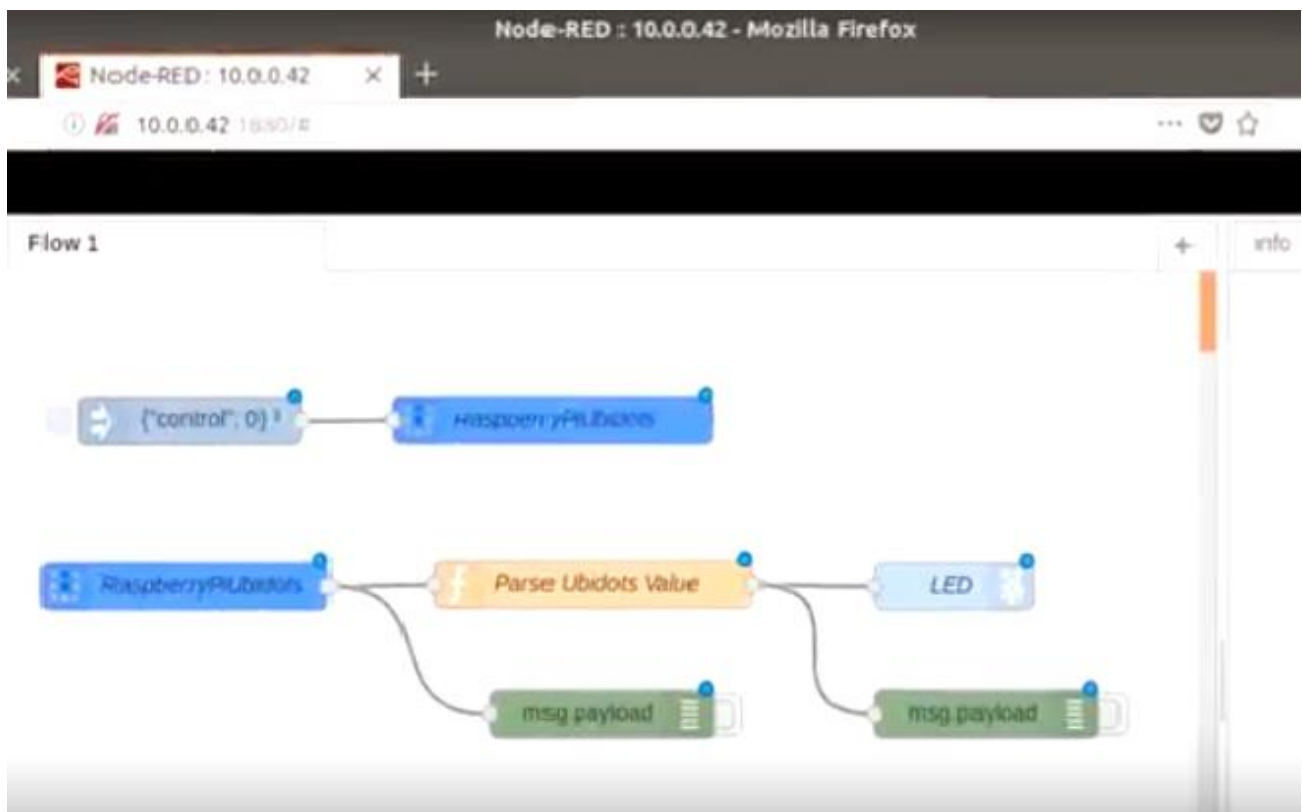 Node-RED : 10.0.0.42 - Mozilla Firefox
Node-RED : 10.0.0.42
10.0.0.42:1880/#
Flow 1
info
{"control": 0}
RaspberryPiUbidots
RaspberryPiUbidots
Parse Ubidots Value
LED
msg.payload
msg.payload